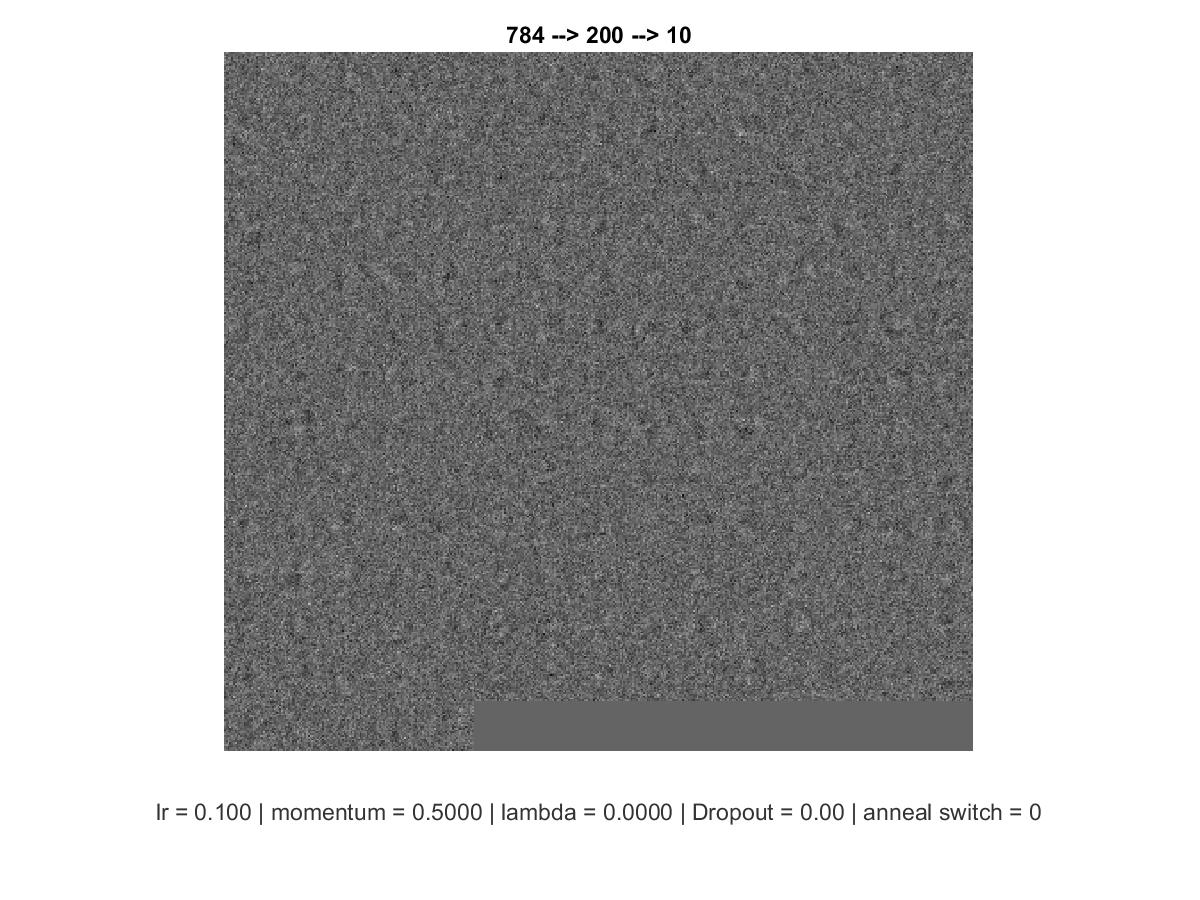 784 --> 200 --> 10
lr = 0.100 | momentum = 0.5000 | lambda = 0.0000 | Dropout = 0.00 | anneal switch = 0